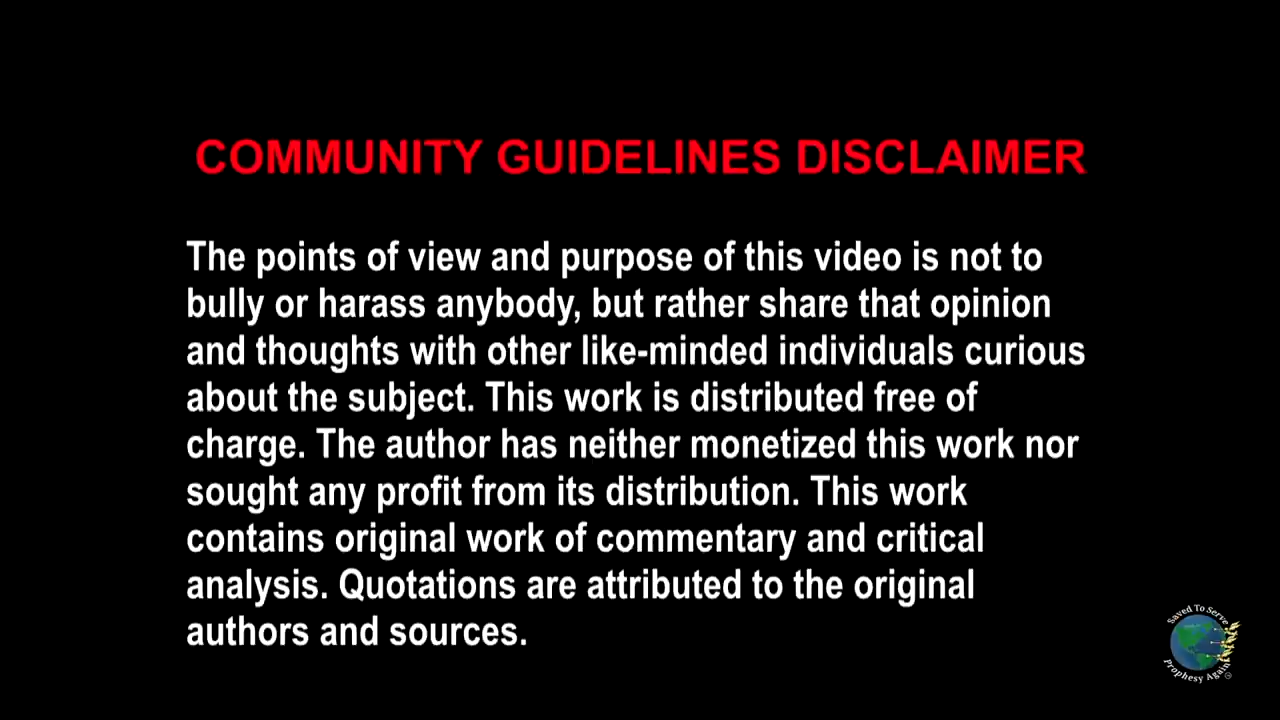 COMMUNITY GUIDELINES DISCLAIMER
The points of view and purpose of this video is not to
bully or harass anybody, but rather share that opinion
and thoughts with other like-minded individuals curious
about the subject. This work is distributed free of
charge. The author has neither monetized this work nor
sought any profit from its distribution. This work
contains original work of commentary and critical
analysis. Quotations are attributed to the original
authors and sources.
Saved To Serve
Prophesy Again